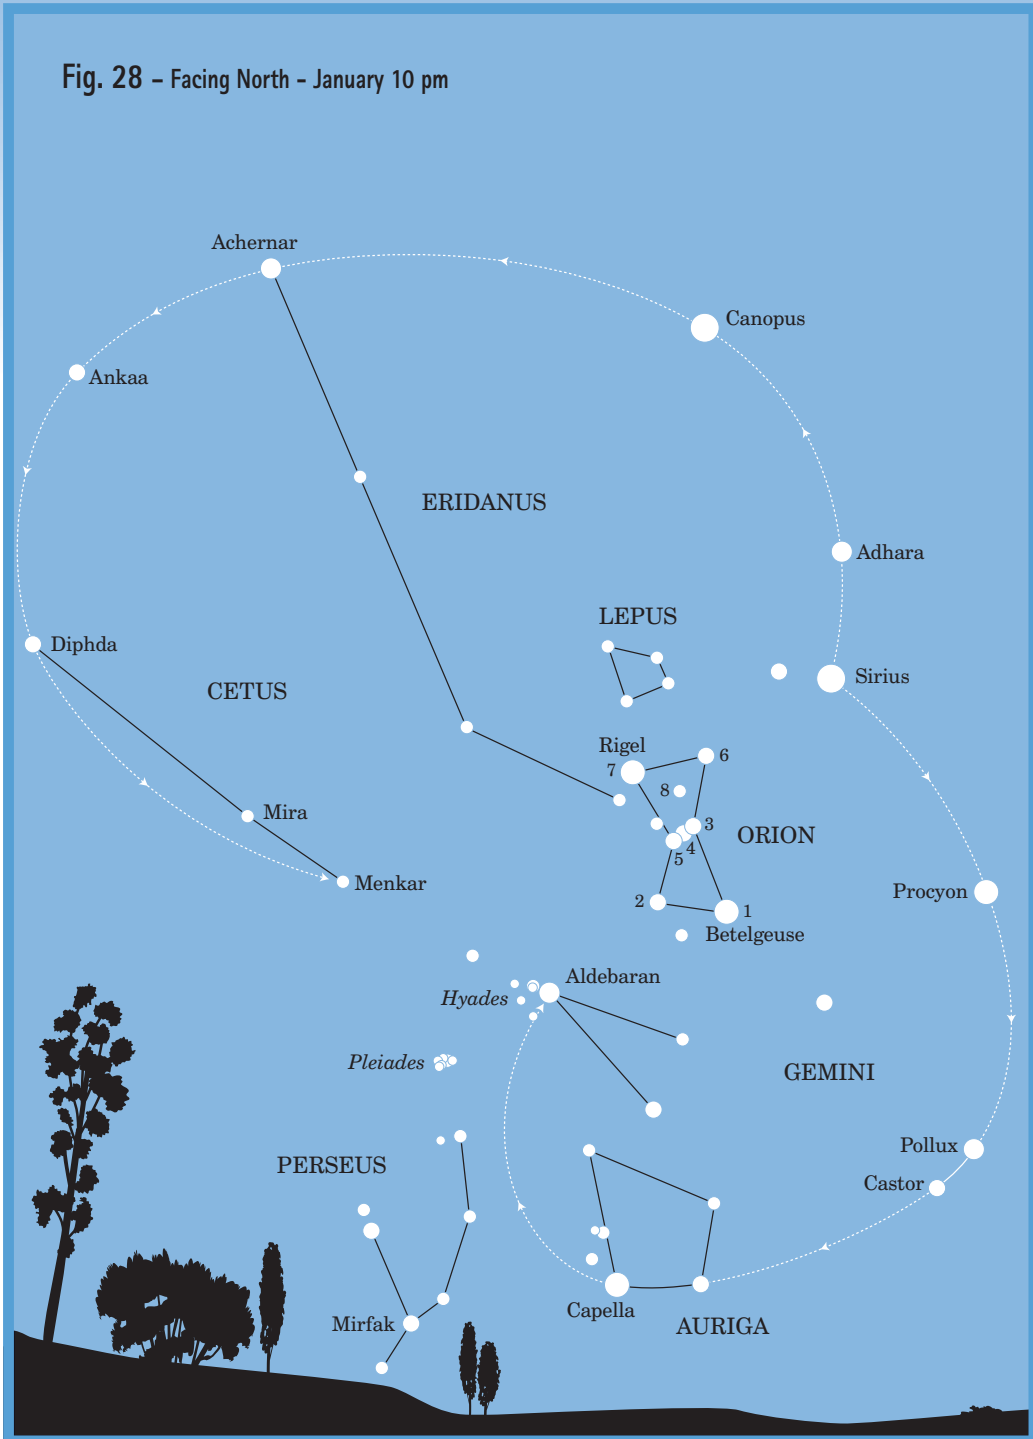 Fig. 28 – Facing North – January 10 pm
Achernar
Canopus
Ankaa
ERIDANUS
Adhara
LEPUS
Diphda
Sirius
CETUS
Rigel
6
7
8
Mira
3
ORION
4
5
Menkar
Procyon
2
1
Betelgeuse
Aldebaran
Hyades
Pleiades
GEMINI
Pollux
PERSEUS
Castor
Capella
Mirfak
AURIGA